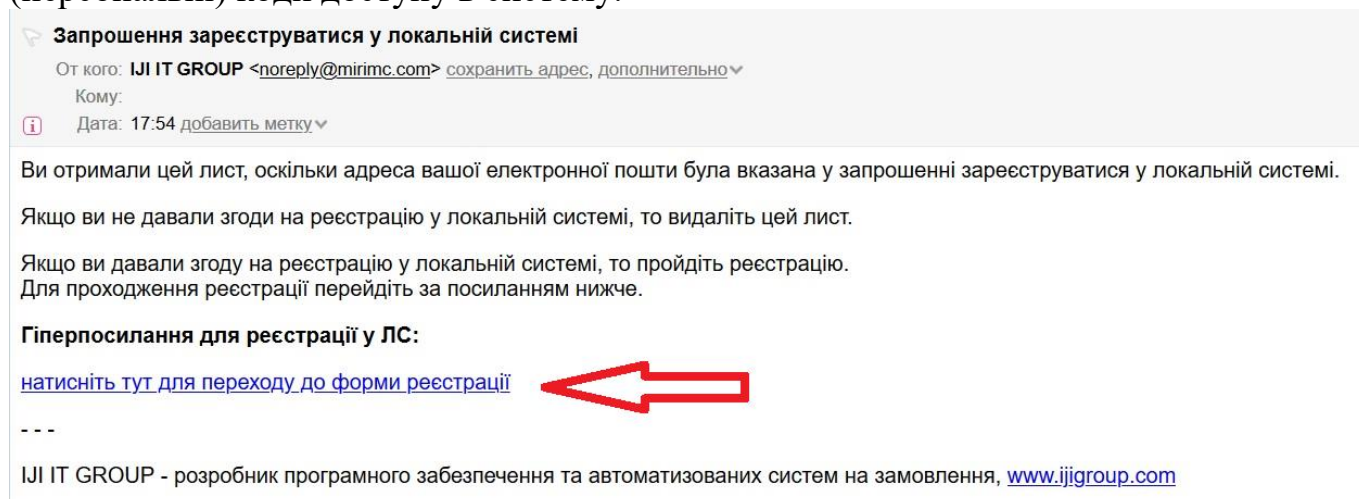 (персональні) коди доступу в систему.
Запрошення зареєструватися у локальній системі
От кого: IJI IT GROUP <noreply@mirimc.com> сохранить адрес, дополнительно
Кому:
Дата: 17:54 добавить метку
Ви отримали цей лист, оскільки адреса вашої електронної пошти була вказана у запрошенні зареєструватися у локальній системі.
Якщо ви не давали згоди на реєстрацію у локальній системі, то видаліть цей лист.
Якщо ви давали згоду на реєстрацію у локальній системі, то пройдіть реєстрацію.
Для проходження реєстрації перейдіть за посиланням нижче.
Гіперпосилання для реєстрації у ЛС:
натисніть тут для переходу до форми реєстрації
- - -
IJI IT GROUP - розробник програмного забезпечення та автоматизованих систем на замовлення, www.ijigroup.com